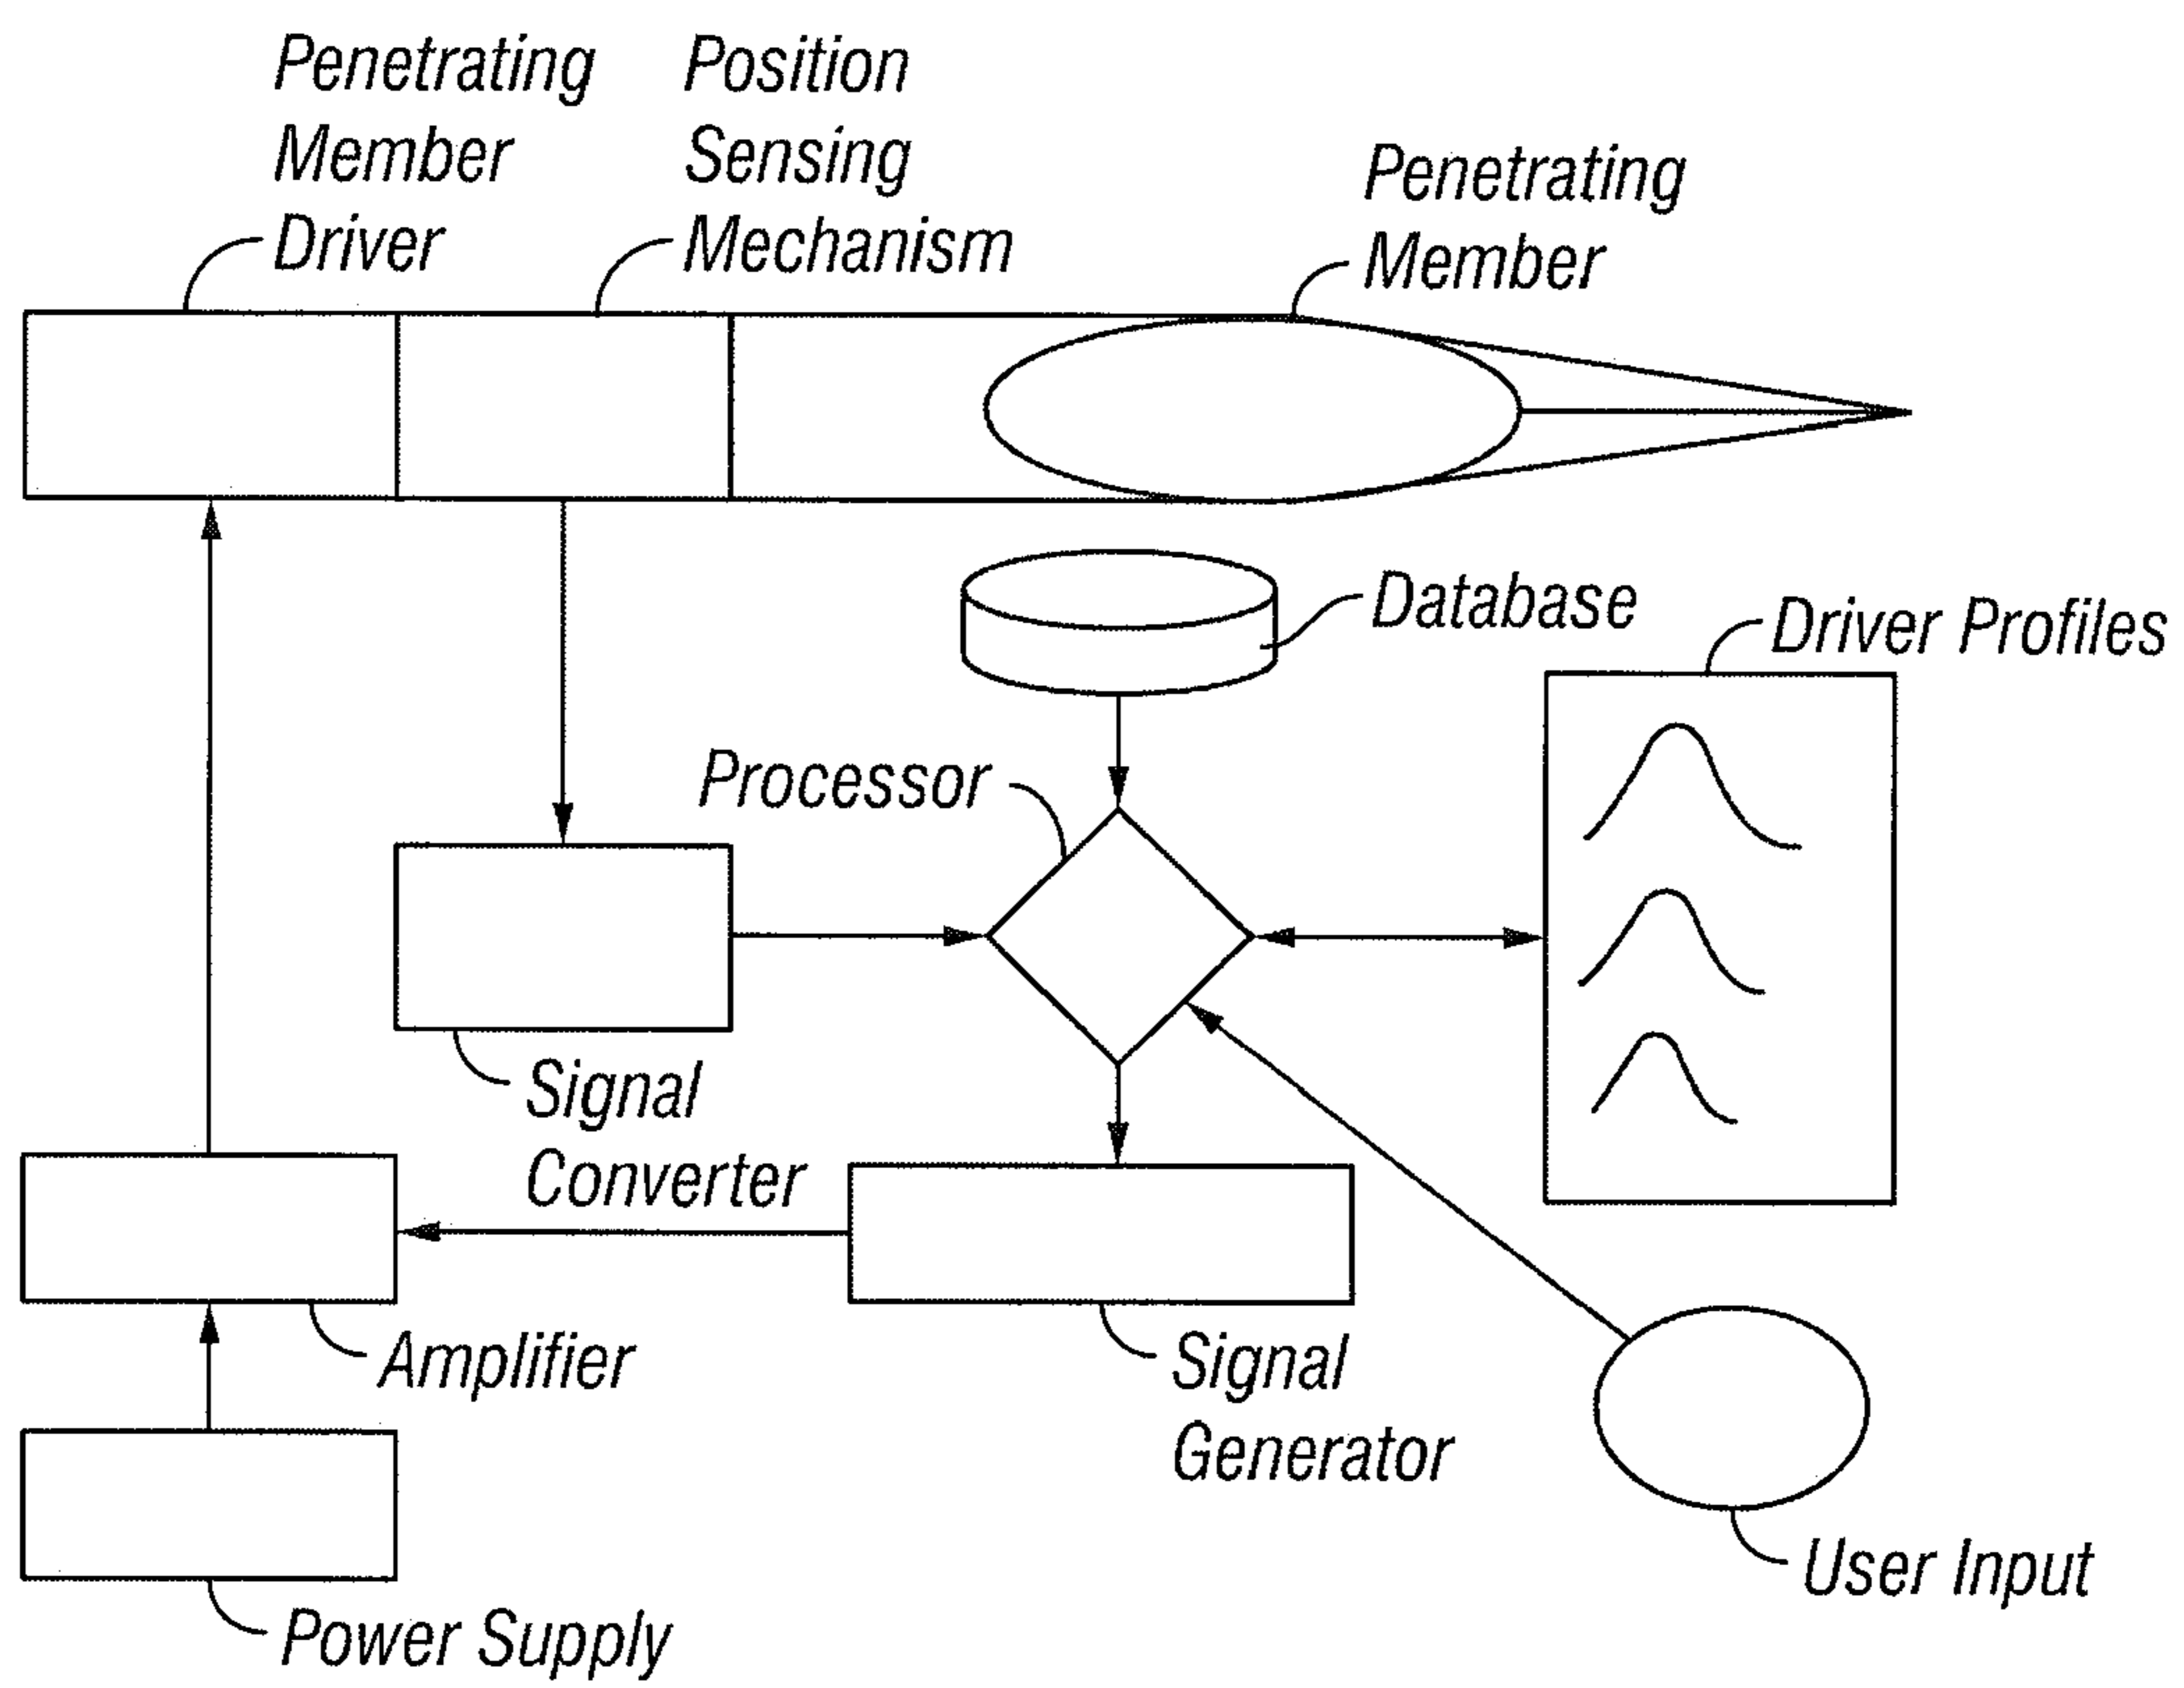 Penetrating
Member
Driver
Position
Sensing
Mechanism
Penetrating
Member
Database
Driver Profiles
Processor
Signal
Converter
Amplifier
Signal
Generator
User Input
Power Supply